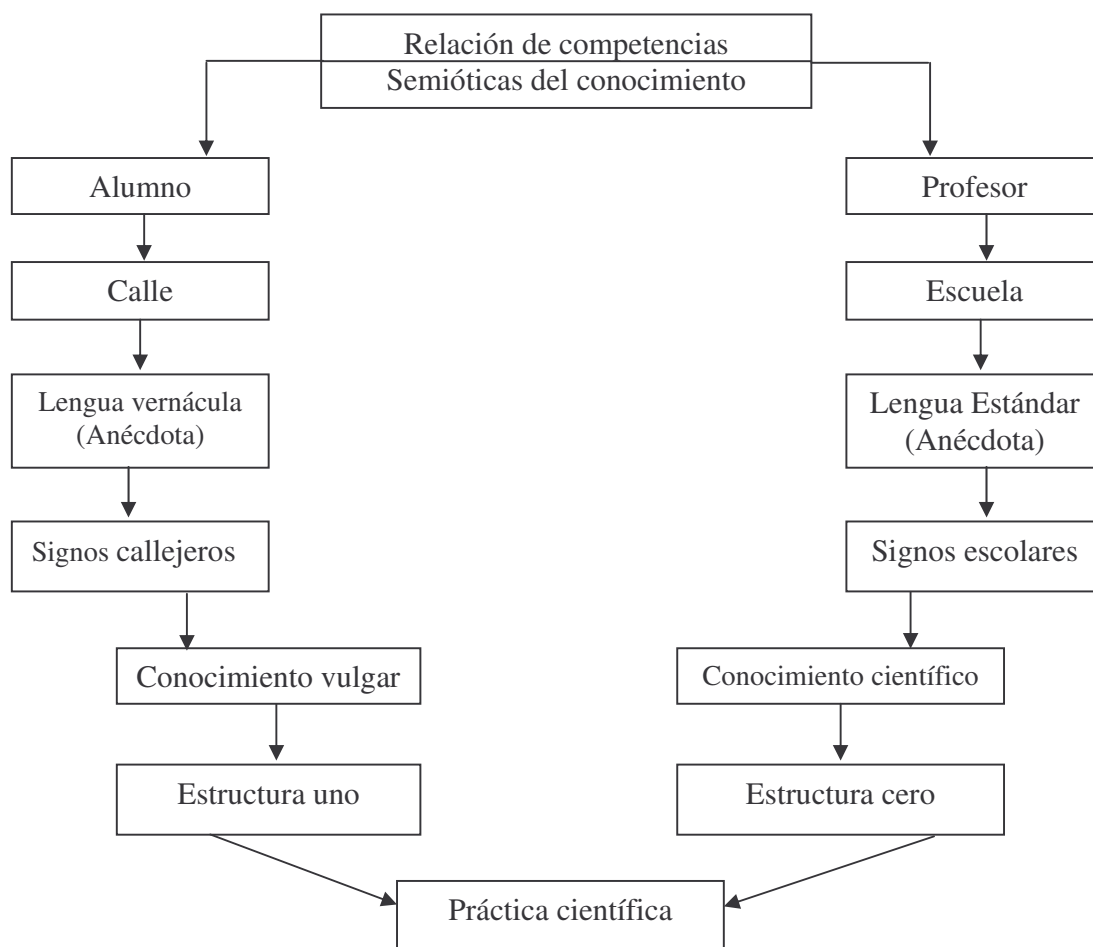 Relación de competencias
Semióticas del conocimiento
Alumno
Profesor
Calle
Escuela
Lengua vernácula
(Anécdota)
Lengua Estándar
(Anécdota)
Signos callejeros
Signos escolares
Conocimiento vulgar
Conocimiento científico
Estructura uno
Estructura cero
Práctica científica